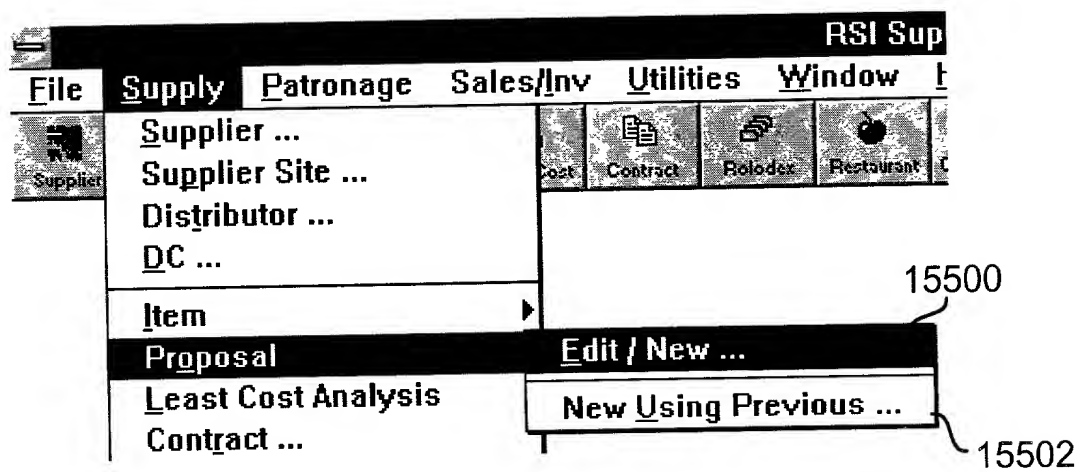 RSI Sup
File Supply Patronage Sales/Inv Utilities Window H
Supplier Cost Contract Rolodex Restaurant
Supplier ...
Supplier Site ...
Distributor ...
DC ...
15500
Item
Proposal Edit / New ...
Least Cost Analysis New Using Previous ...
Contract ... 15502